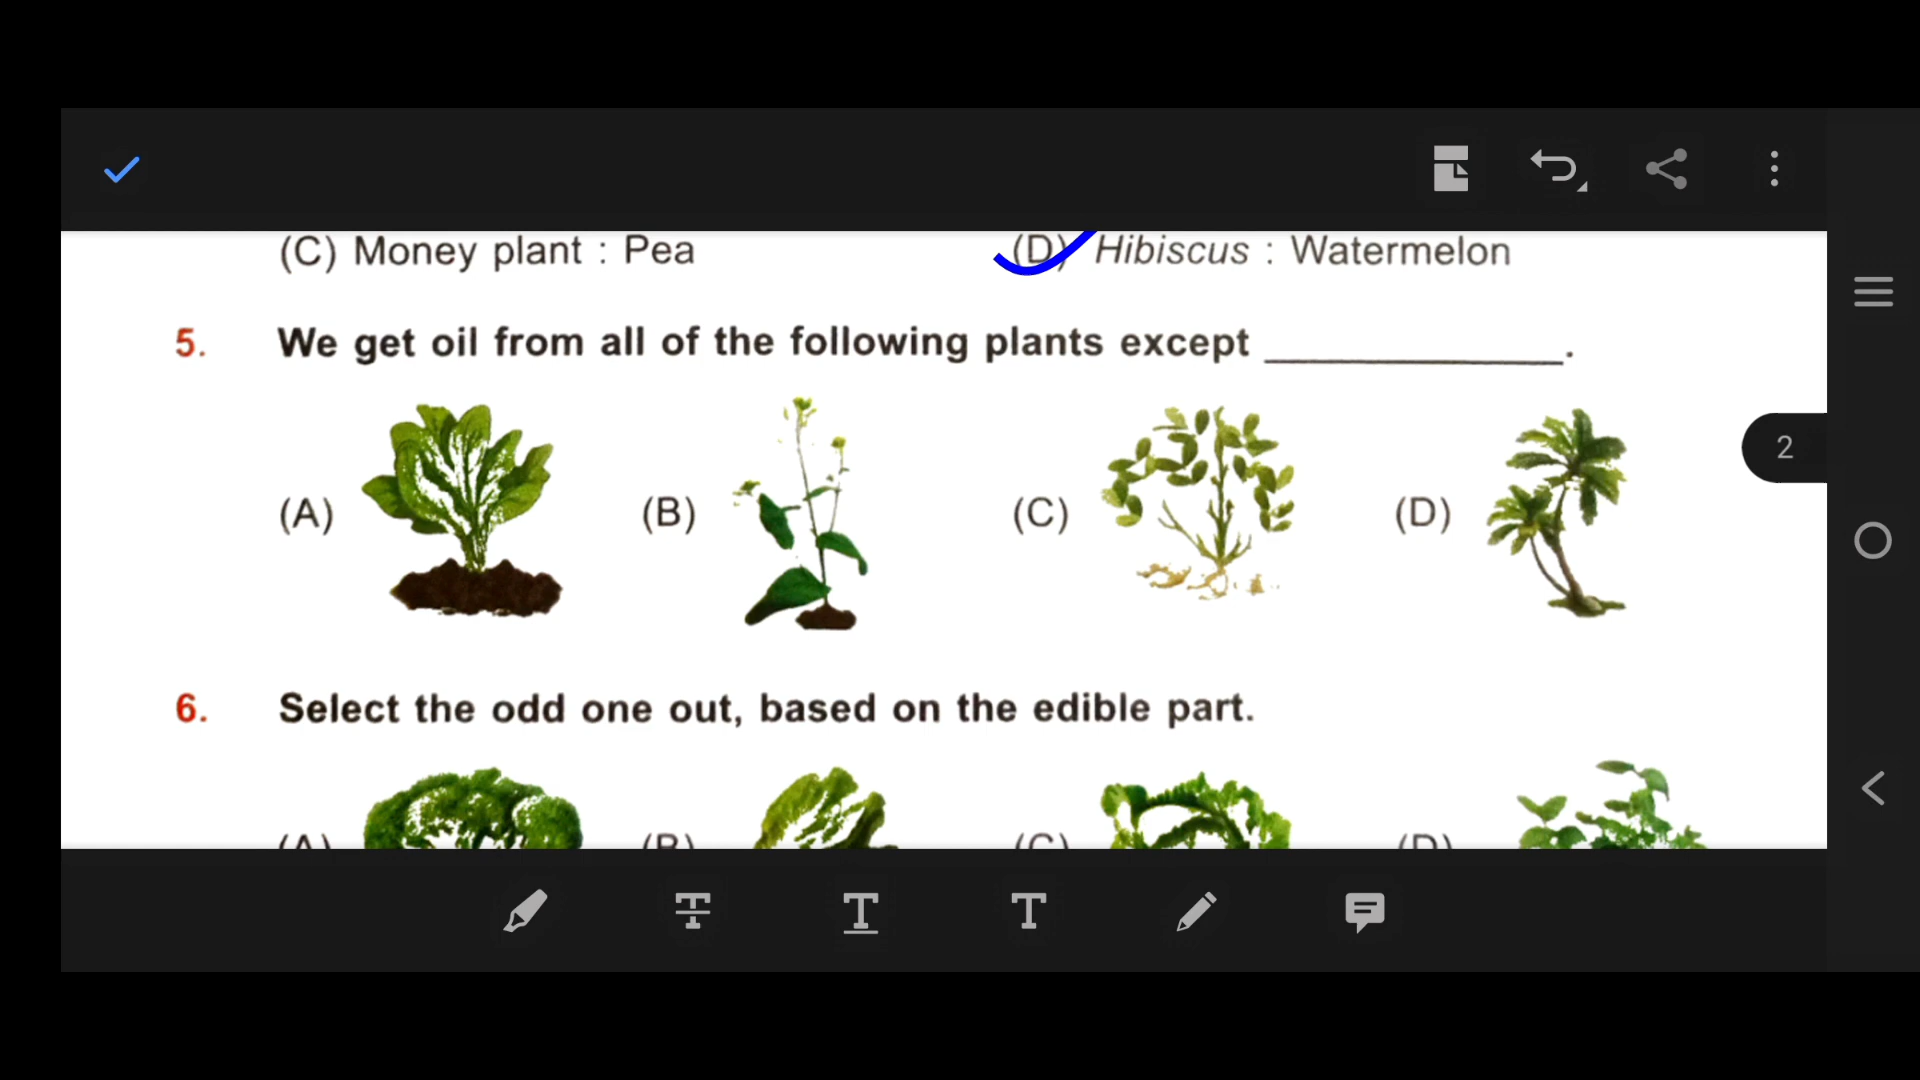 (C) Money plant : Pea (D) Hibiscus : Watermelon
5. We get oil from all of the following plants except ____________.
(A) (B) (C) (D)
2
6. Select the odd one out, based on the edible part.
(A) (B) (C) (D)